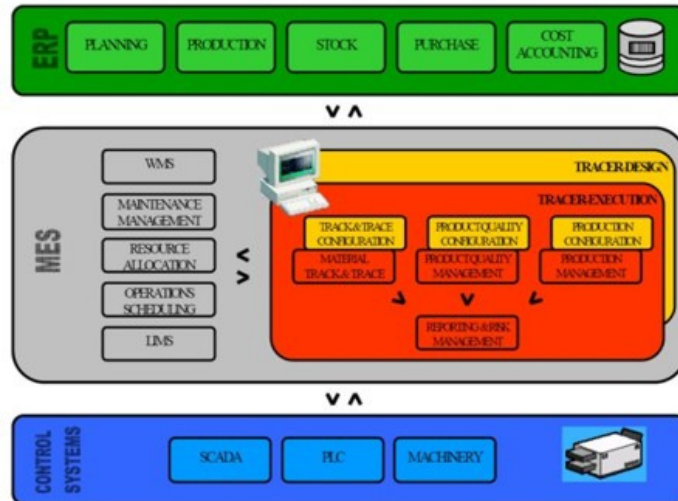 ERP
PLANNING
PRODUCTION
STOCK
PURCHASE
COST
ACCOUNTING
MES
WMS
MAINTENANCE
MANAGEMENT
RESOURCE
ALLOCATION
OPERATIONS
SCHEDULING
LIMS
TRACER-DESIGN
TRACER-EXECUTION
TRACK & TRACE
CONFIGURATION
MATERIAL
TRACK & TRACE
PRODUCT QUALITY
CONFIGURATION
PRODUCT QUALITY
MANAGEMENT
PRODUCTION
CONFIGURATION
PRODUCTION
MANAGEMENT
REPORTING & RISK
MANAGEMENT
CONTROL
SYSTEMS
SCADA
PLC
MACHINERY